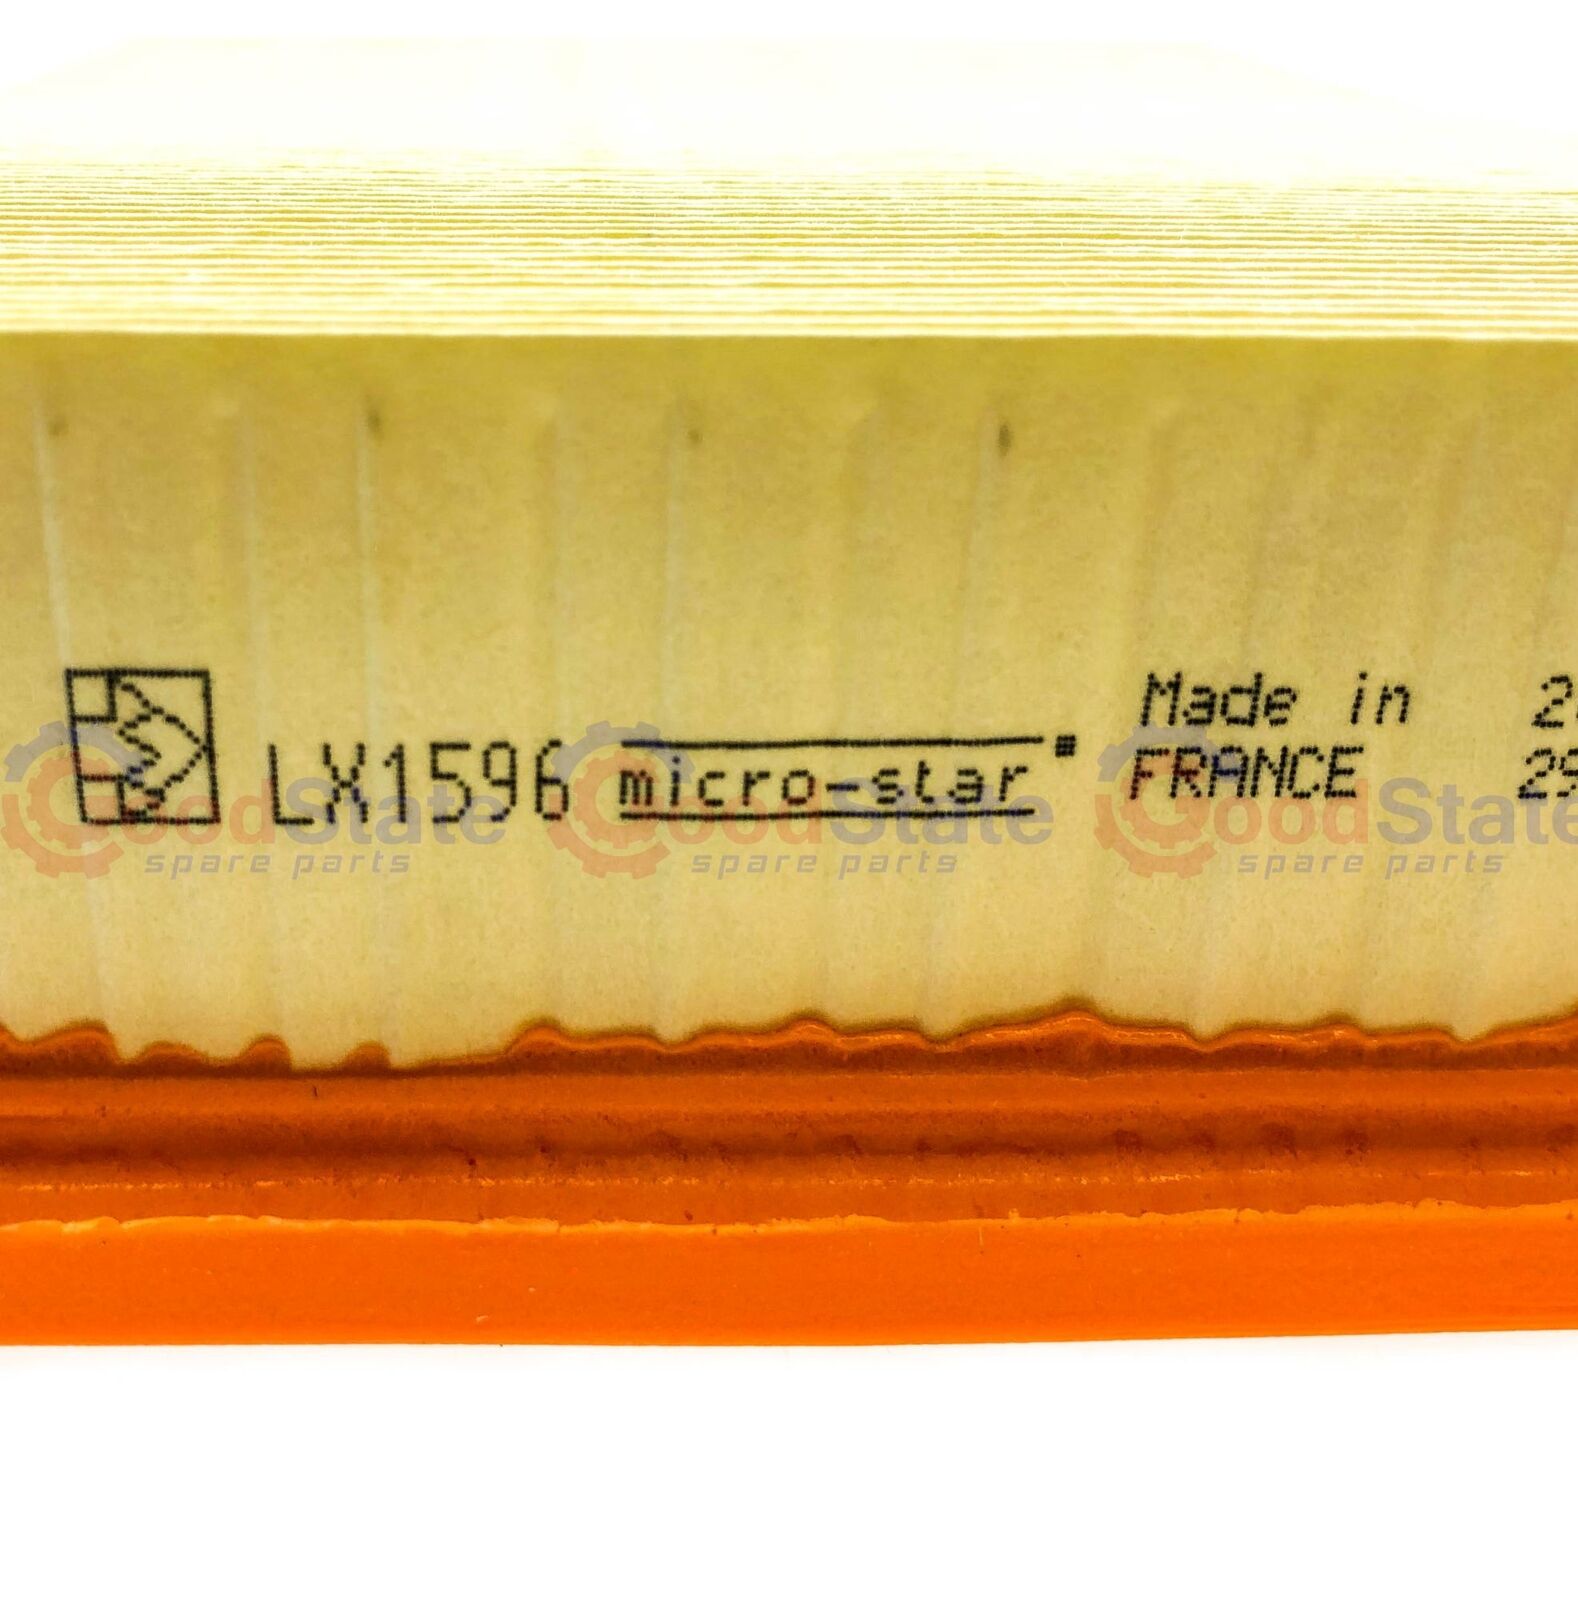 LX1596 micro-star Made in
FRANCE
GoodState GoodState GoodState
spare parts spare parts spare parts